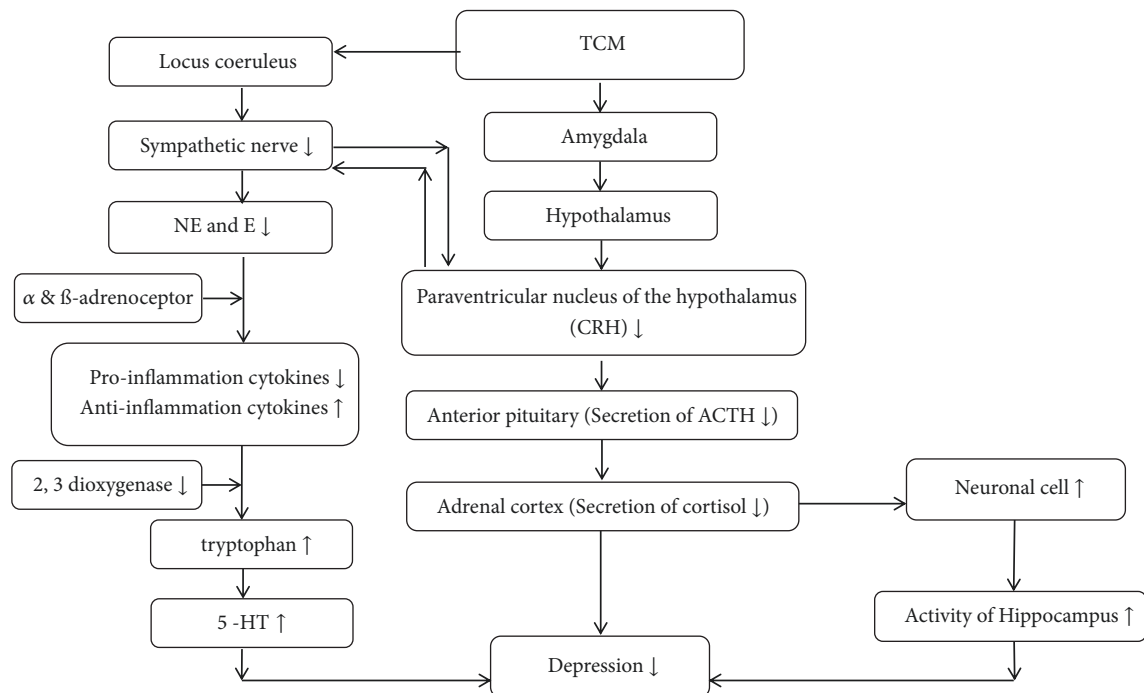 TCM
Locus coeruleus
Sympathetic nerve ↓
Amygdala
NE and E ↓
Hypothalamus
α & ß-adrenoceptor
Paraventricular nucleus of the hypothalamus
(CRH) ↓
Pro-inflammation cytokines ↓
Anti-inflammation cytokines ↑
Anterior pituitary (Secretion of ACTH ↓)
2, 3 dioxygenase ↓
Adrenal cortex (Secretion of cortisol ↓)
Neuronal cell ↑
tryptophan ↑
5 -HT ↑
Activity of Hippocampus ↑
Depression ↓